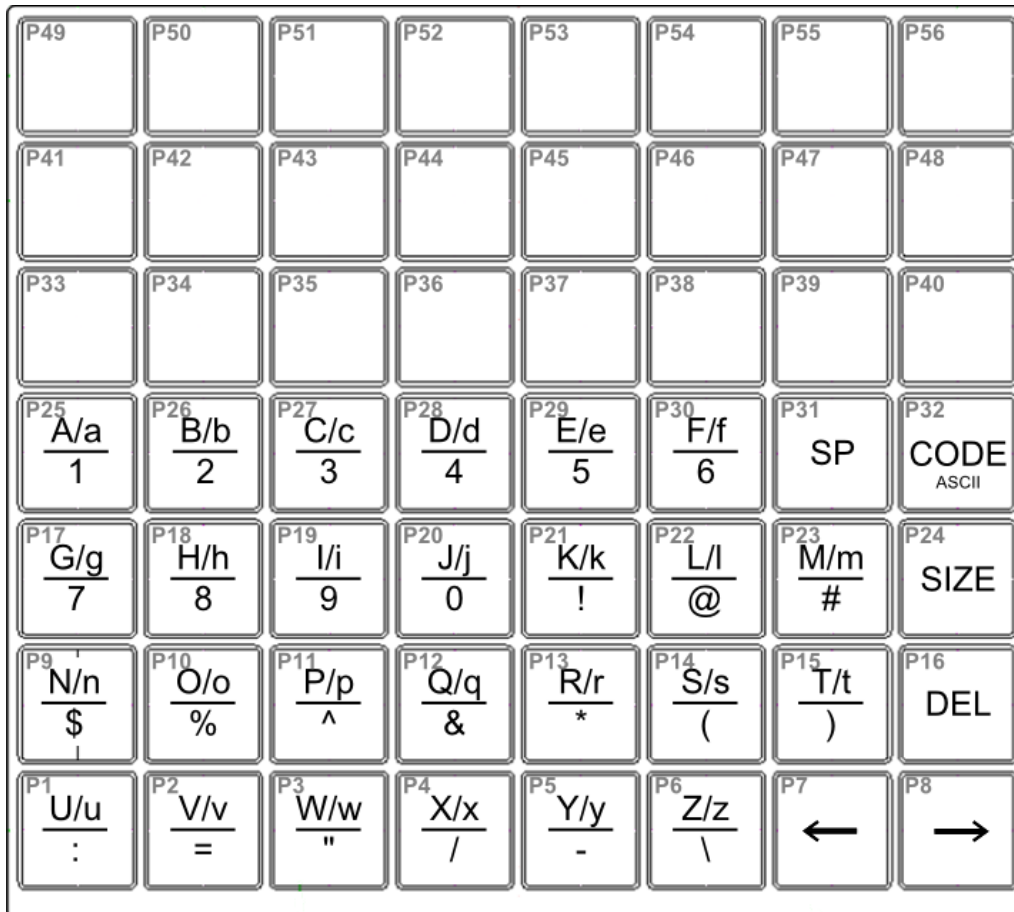 P49 P50 P51 P52 P53 P54 P55 P56
P41 P42 P43 P44 P45 P46 P47 P48
P33 P34 P35 P36 P37 P38 P39 P40
P25 P26 P27 P28 P29 P30 P31 P32
A/a B/b C/c D/d E/e F/f SP CODE
1 2 3 4 5 6 ASCII
P17 P18 P19 P20 P21 P22 P23 P24
G/g H/h I/i J/j K/k L/l M/m SIZE
7 8 9 0 ! @ #
P9 P10 P11 P12 P13 P14 P15 P16
N/n O/o P/p Q/q R/r S/s T/t DEL
$ % ^ & * ( )
P1 P2 P3 P4 P5 P6 P7 P8
U/u V/v W/w X/x Y/y Z/z ← →
: = " / - \